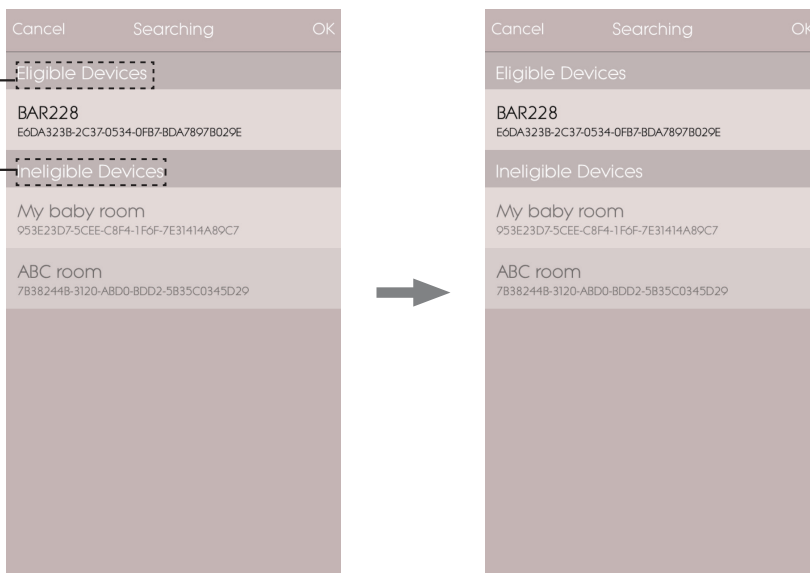 Cancel Searching OK
Eligible Devices
BAR228
E6DA323B-2C37-0534-0FB7-BDA7897B029E
Ineligible Devices
My baby room
953E23D7-5CEE-C8F4-1F6F-7E31414A89C7
ABC room
7B38244B-3120-ABD0-BDD2-5B35C0345D29
Cancel Searching OK
Eligible Devices
BAR228
E6DA323B-2C37-0534-0FB7-BDA7897B029E
Ineligible Devices
My baby room
953E23D7-5CEE-C8F4-1F6F-7E31414A89C7
ABC room
7B38244B-3120-ABD0-BDD2-5B35C0345D29